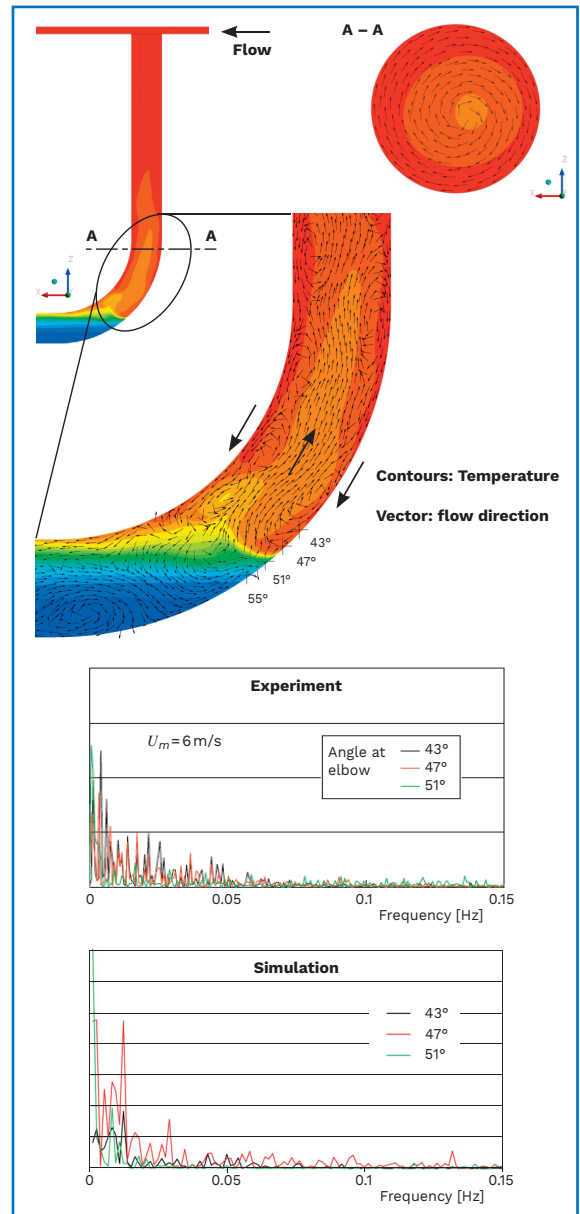 A – A
Flow
Z
X
A A
Z
X
Contours: Temperature
Vector: flow direction
43°
47°
51°
55°
Experiment
U_m = 6 m/s
Angle at elbow
43°
47°
51°
0 0.05 0.1 0.15
Frequency [Hz]
Simulation
43°
47°
51°
0 0.05 0.1 0.15
Frequency [Hz]